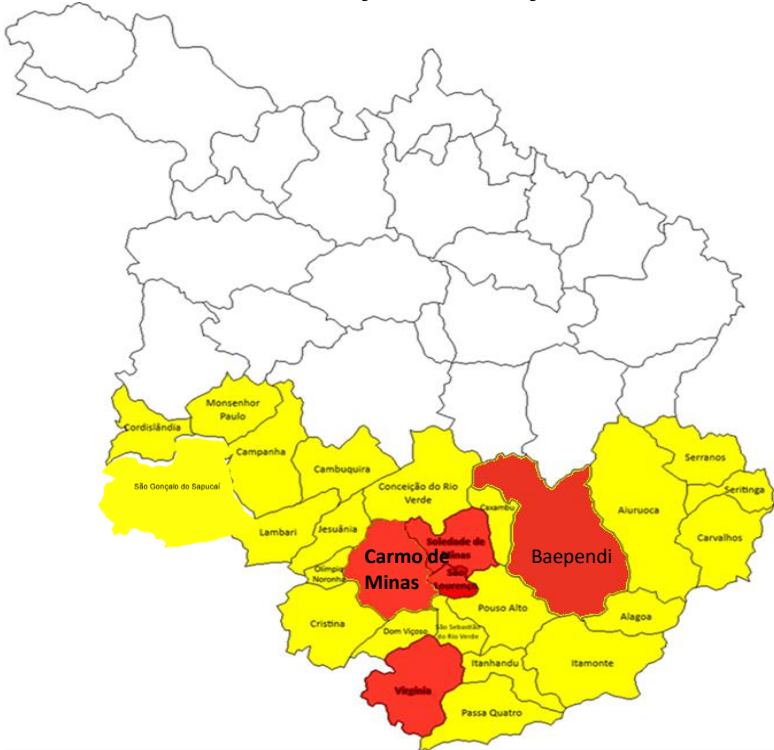 Monsenhor
Paulo
Cordislândia
Campanha
Serranos
Cambuquira
São Gonçalo do Sapucaí
Conceição do Rio
Verde
Seritinga
Caxambu
Aiuruoca
Lambari
Jesuânia
Carvalhos
Soledade de
Minas
Carmo de
Minas
Baependi
Olímpio
Noronha
São
Lourenço
Pouso Alto
Alagoa
Cristina
Dom Viçoso
São Sebastião
do Rio Verde
Itanhandu
Itamonte
Virgínia
Passa Quatro